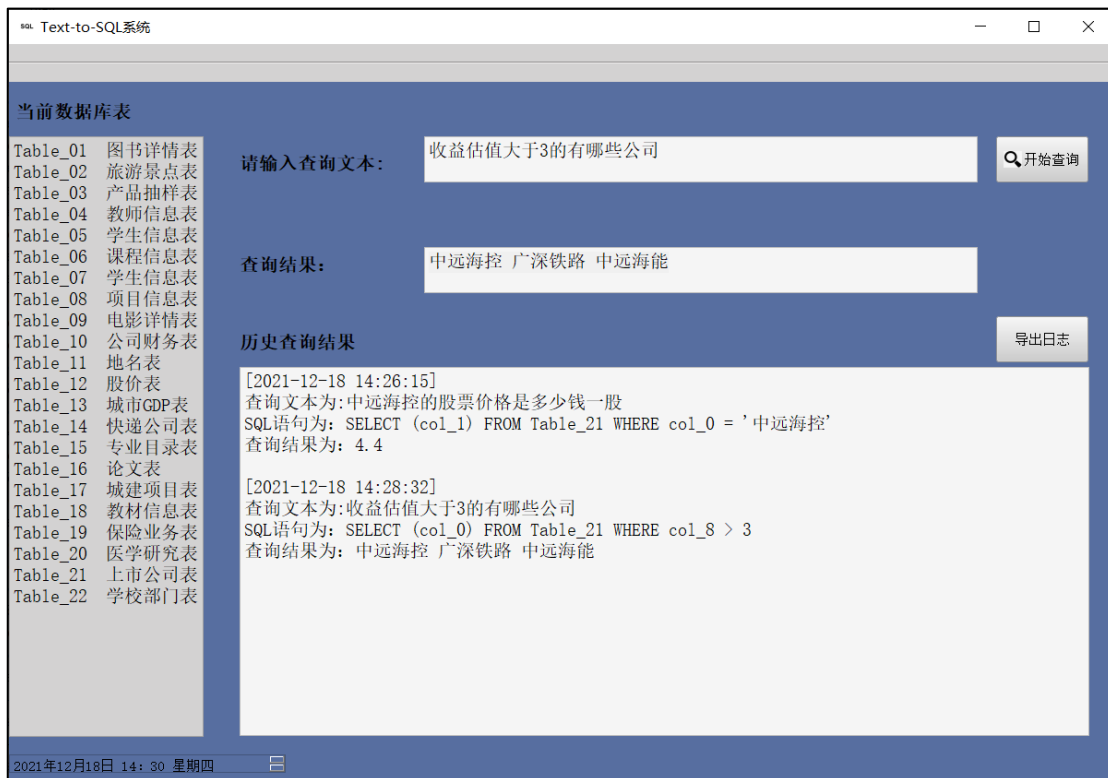 SQL Text-to-SQL系统
当前数据库表
Table_01 图书详情表
Table_02 旅游景点表
Table_03 产品抽样表
Table_04 教师信息表
Table_05 学生信息表
Table_06 课程信息表
Table_07 学生信息表
Table_08 项目信息表
Table_09 电影详情表
Table_10 公司财务表
Table_11 地名表
Table_12 股价表
Table_13 城市GDP表
Table_14 快递公司表
Table_15 专业目录表
Table_16 论文表
Table_17 城建项目表
Table_18 教材信息表
Table_19 保险业务表
Table_20 医学研究表
Table_21 上市公司表
Table_22 学校部门表
请输入查询文本:
收益估值大于3的有哪些公司
开始查询
查询结果:
中远海控 广深铁路 中远海能
历史查询结果
导出日志
[2021-12-18 14:26:15]
查询文本为:中远海控的股票价格是多少钱一股
SQL语句为: SELECT (col_1) FROM Table_21 WHERE col_0 = '中远海控'
查询结果为: 4.4
[2021-12-18 14:28:32]
查询文本为:收益估值大于3的有哪些公司
SQL语句为: SELECT (col_0) FROM Table_21 WHERE col_8 > 3
查询结果为: 中远海控 广深铁路 中远海能
2021年12月18日 14: 30 星期四